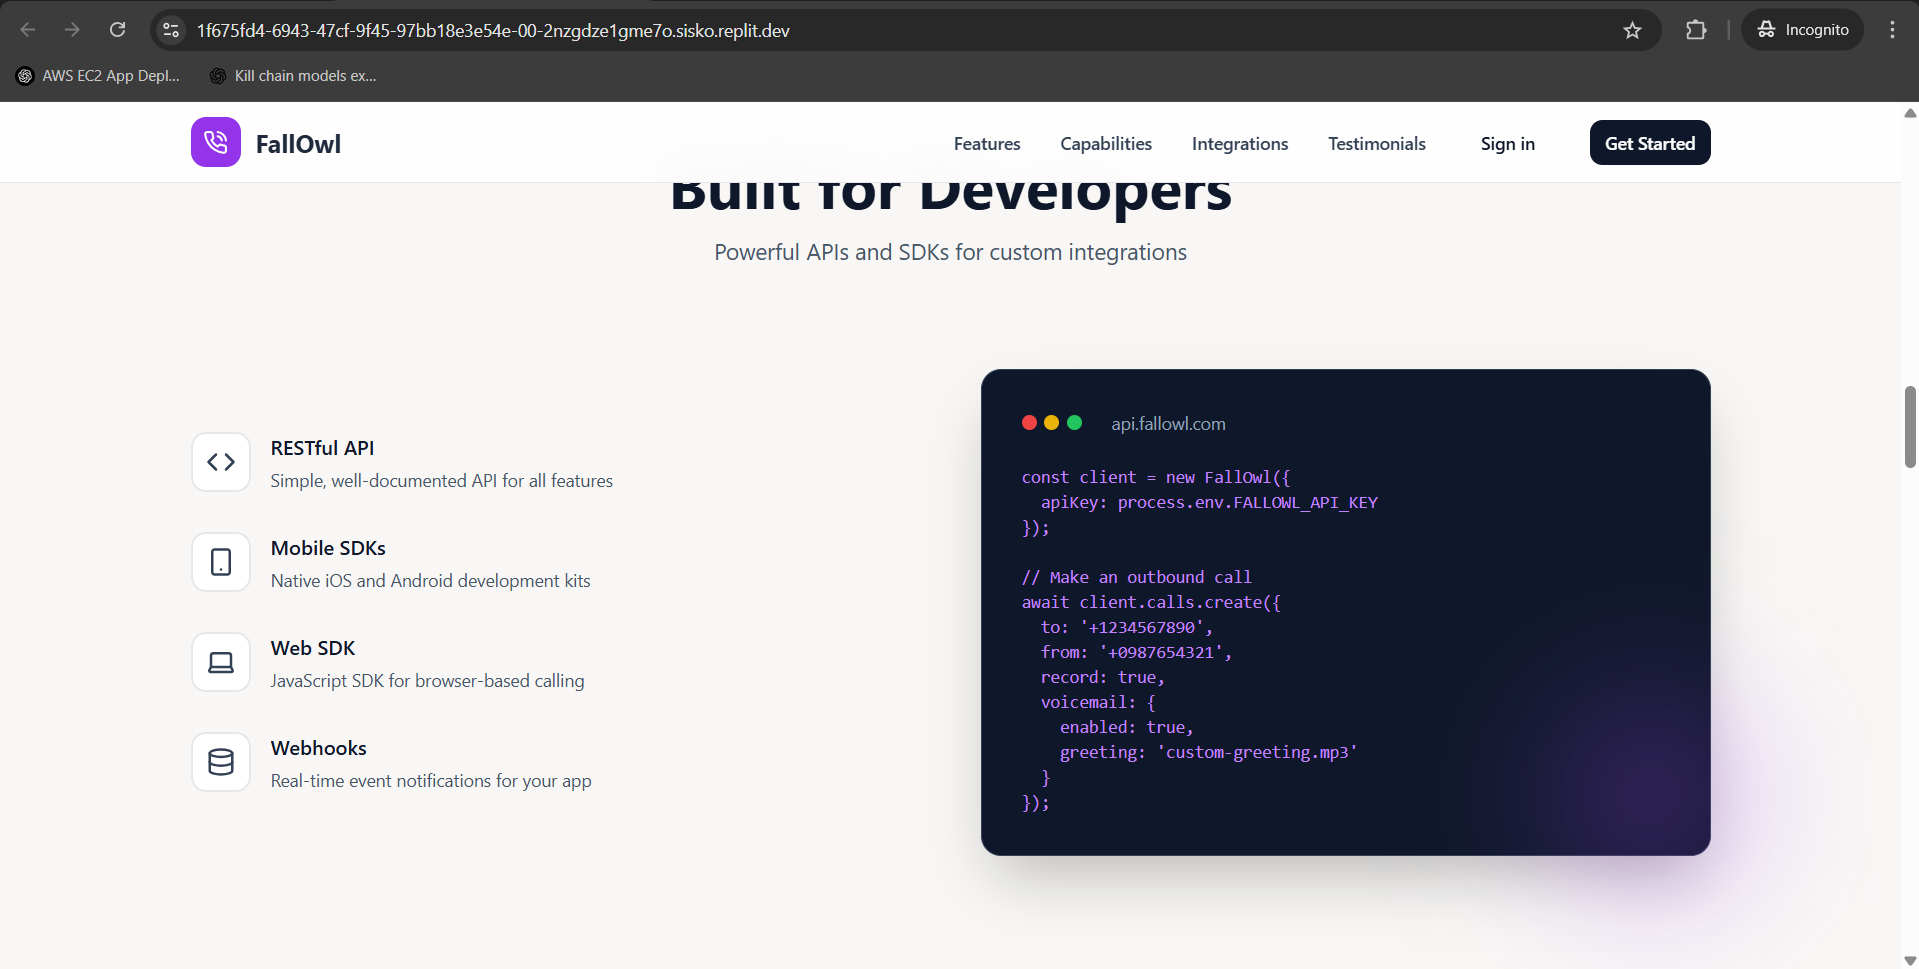 1f675fd4-6943-47cf-9f45-97bb18e3e54e-00-2nzgdze1gme7o.sisko.replit.dev
Incognito
AWS EC2 App Depl...
Kill chain models ex...
FallOwl
Features
Capabilities
Integrations
Testimonials
Sign in
Get Started
Built for Developers
Powerful APIs and SDKs for custom integrations
RESTful API
Simple, well-documented API for all features
Mobile SDKs
Native iOS and Android development kits
Web SDK
JavaScript SDK for browser-based calling
Webhooks
Real-time event notifications for your app
api.fallowl.com
const client = new FallOwl({
  apiKey: process.env.FALLOWL_API_KEY
});
// Make an outbound call
await client.calls.create({
  to: '+1234567890',
  from: '+0987654321',
  record: true,
  voicemail: {
    enabled: true,
    greeting: 'custom-greeting.mp3'
  }
});